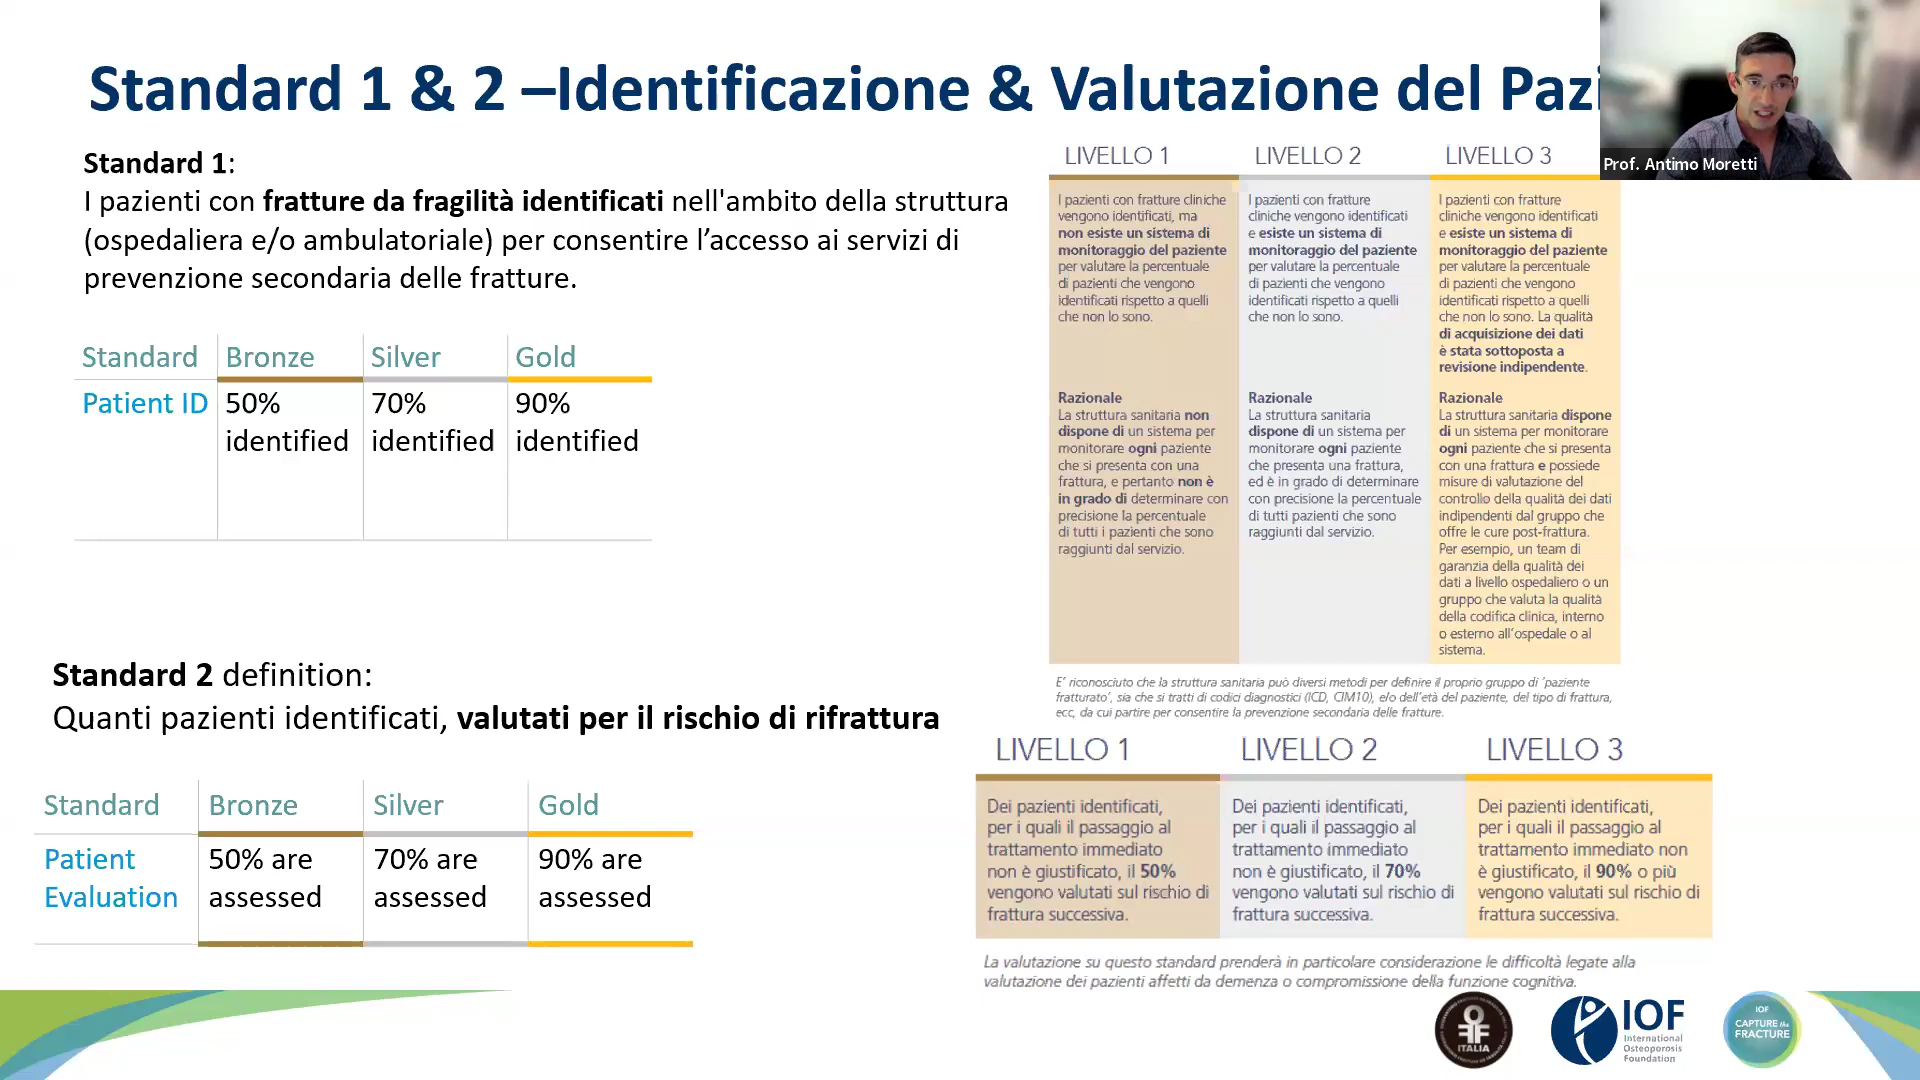 Standard 1 & 2 –Identificazione & Valutazione del Pazi
Prof. Antimo Moretti
Standard 1:
I pazienti con fratture da fragilità identificati nell'ambito della struttura
(ospedaliera e/o ambulatoriale) per consentire l’accesso ai servizi di
prevenzione secondaria delle fratture.
Standard Bronze Silver Gold
Patient ID 50% 70% 90%
identified identified identified
LIVELLO 1
I pazienti con fratture cliniche
vengono identificati, ma
non esiste un sistema di
monitoraggio del paziente
per valutare la percentuale
di pazienti che vengono
identificati rispetto a quelli
che non lo sono.
Razionale
La struttura sanitaria non
dispone di un sistema per
monitorare ogni paziente
che si presenta con una
frattura, e pertanto non è
in grado di determinare con
precisione la percentuale
di tutti i pazienti che sono
raggiunti dal servizio.
LIVELLO 2
I pazienti con fratture
cliniche vengono identificati
e esiste un sistema di
monitoraggio del paziente
per valutare la percentuale
di pazienti che vengono
identificati rispetto a quelli
che non lo sono.
Razionale
La struttura sanitaria
dispone di un sistema per
monitorare ogni paziente
che presenta una frattura,
ed è in grado di determinare
con precisione la percentuale
di tutti pazienti che sono
raggiunti dal servizio.
LIVELLO 3
I pazienti con fratture
cliniche vengono identificati
e esiste un sistema di
monitoraggio del paziente
per valutare la percentuale
di pazienti che vengono
identificati rispetto a quelli
che non lo sono. La qualità
di acquisizione dei dati
è stata sottoposta a
revisione indipendente.
Razionale
La struttura sanitaria dispone
di un sistema per monitorare
ogni paziente che si presenta
con una frattura e possiede
misure di valutazione del
controllo della qualità dei dati
indipendenti dal gruppo che
offre le cure post-frattura.
Per esempio, un team di
garanzia della qualità dei
dati a livello ospedaliero o un
gruppo che valuta la qualità
della codifica clinica, interno
o esterno all'ospedale o al
sistema.
E' riconosciuto che la struttura sanitaria può diversi metodi per definire il proprio gruppo di 'paziente
fratturato', sia che si tratti di codici diagnostici (ICD, CIM10), e/o dell'età del paziente, del tipo di frattura,
ecc, da cui partire per consentire la prevenzione secondaria delle fratture.
Standard 2 definition:
Quanti pazienti identificati, valutati per il rischio di rifrattura
Standard Bronze Silver Gold
Patient 50% are 70% are 90% are
Evaluation assessed assessed assessed
LIVELLO 1
Dei pazienti identificati,
per i quali il passaggio al
trattamento immediato
non è giustificato, il 50%
vengono valutati sul rischio di
frattura successiva.
LIVELLO 2
Dei pazienti identificati,
per i quali il passaggio al
trattamento immediato
non è giustificato, il 70%
vengono valutati sul rischio di
frattura successiva.
LIVELLO 3
Dei pazienti identificati,
per i quali il passaggio al
trattamento immediato non
è giustificato, il 90% o più
vengono valutati sul rischio di
frattura successiva.
La valutazione su questo standard prenderà in particolare considerazione le difficoltà legate alla
valutazione dei pazienti affetti da demenza o compromissione della funzione cognitiva.
ITALIA
IOF
International
Osteoporosis
Foundation
IOF
CAPTURE the
FRACTURE